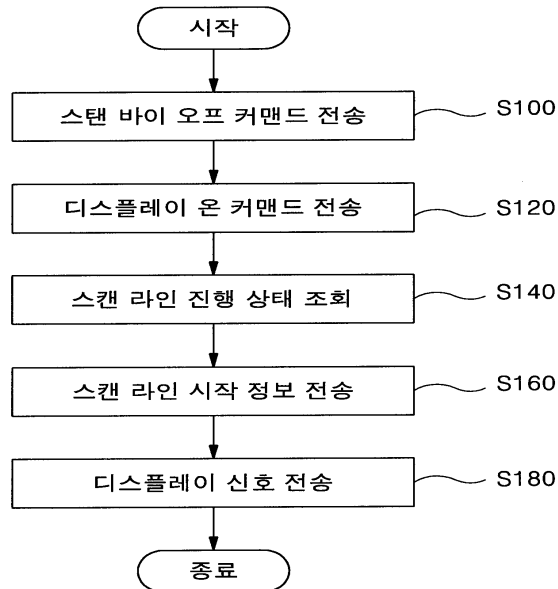 시작
스탠 바이 오프 커맨드 전송
S100
디스플레이 온 커맨드 전송
S120
스캔 라인 진행 상태 조회
S140
스캔 라인 시작 정보 전송
S160
디스플레이 신호 전송
S180
종료